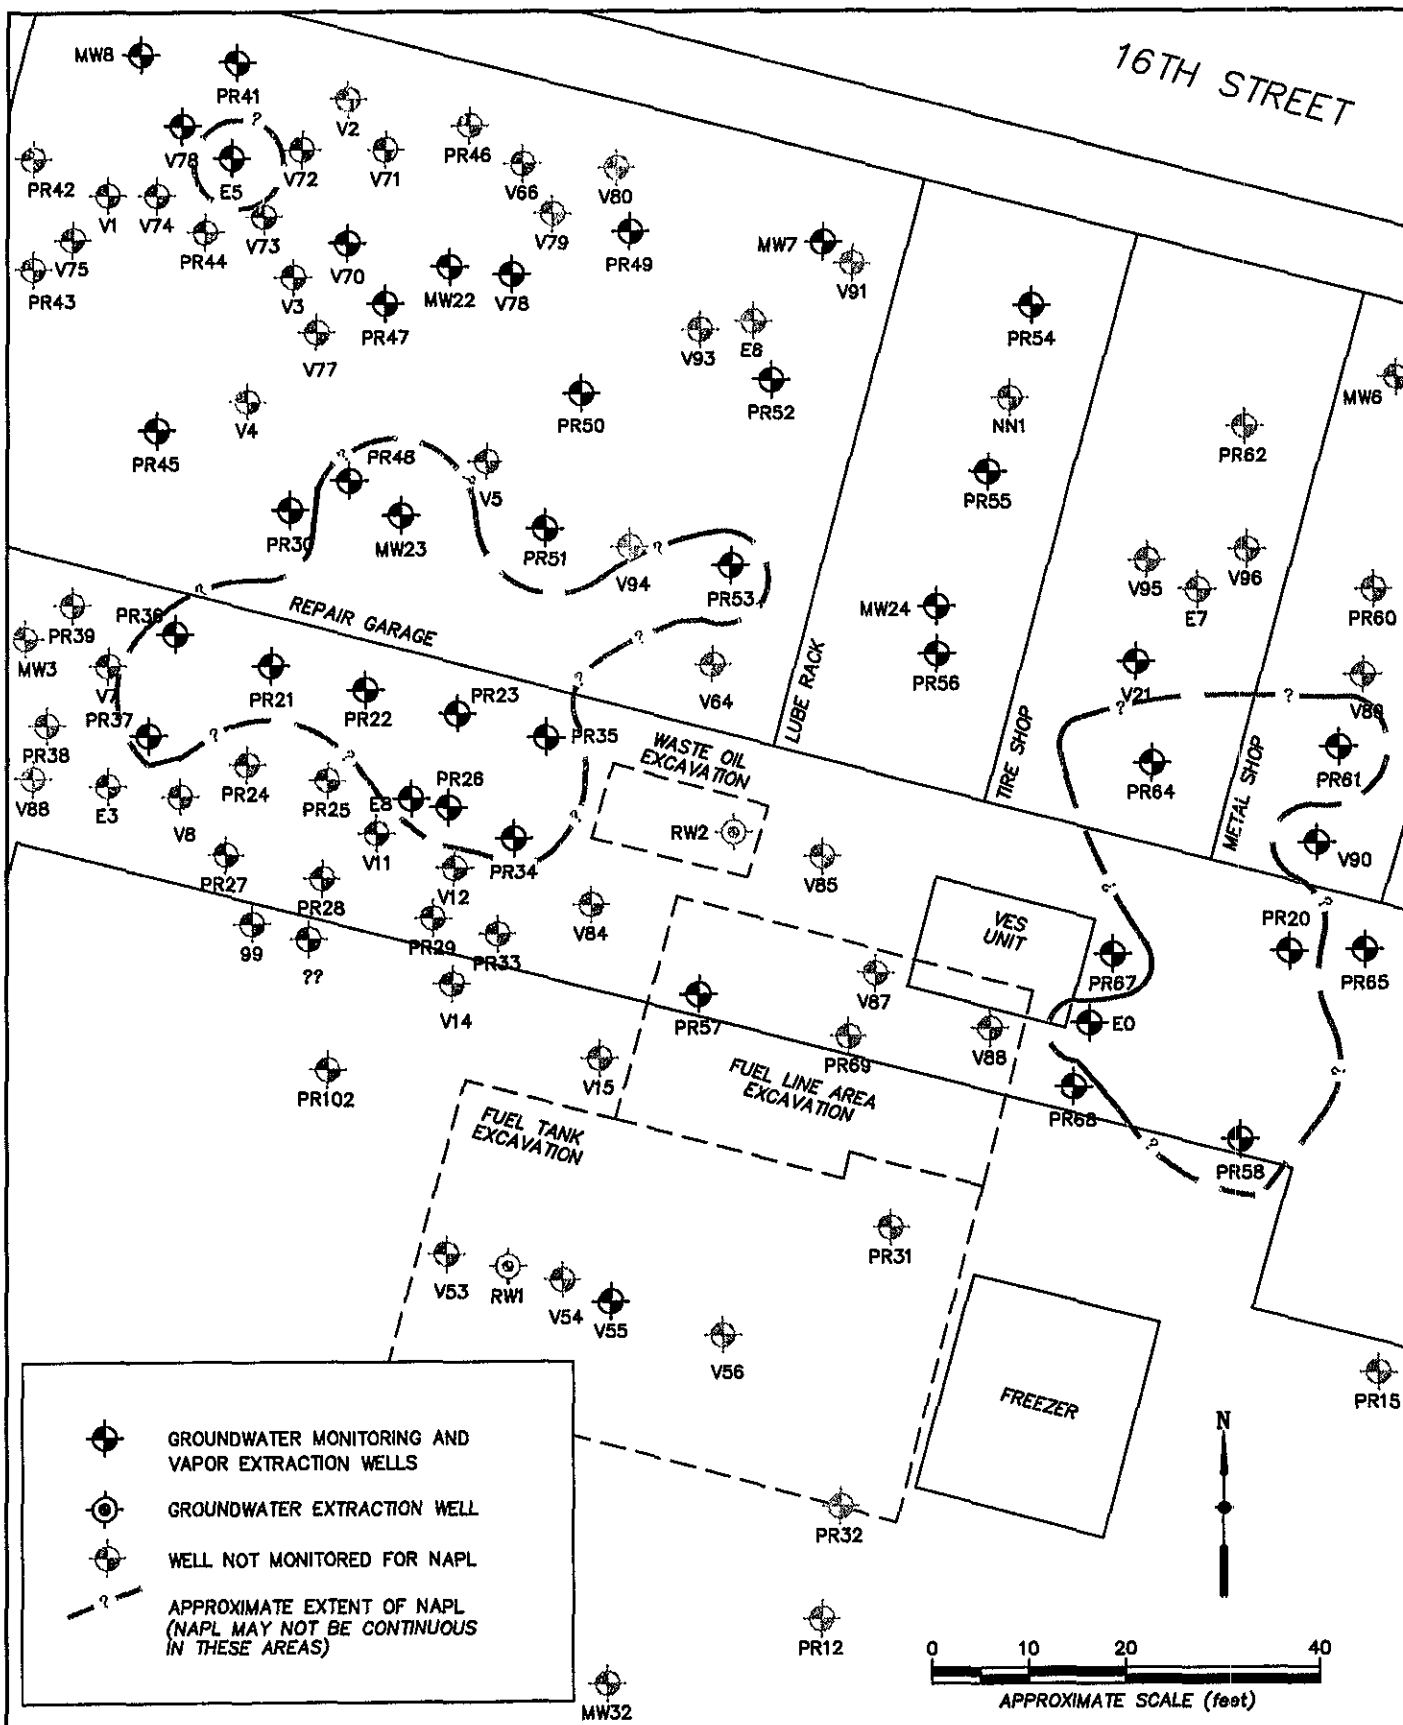 16TH STREET
MW8
PR41
V2
PR46
V78
E5
V72
V71
V66
V80
PR42
V1
V74
PR44
V73
V79
PR49
MW7
V91
V75
PR43
V3
V70
MW22
V78
PR47
V77
V93
E6
PR52
PR54
NN1
MW6
PR45
V4
PR50
PR48
V5
PR55
PR62
PR30
MW23
PR51
V94
PR53
V95
E7
V96
PR60
PR39
PR36
REPAIR GARAGE
MW24
PR56
MW3
V7
PR37
PR21
PR22
PR23
V64
LUBE RACK
TIRE SHOP
METAL SHOP
V21
V89
PR38
PR35
WASTE OIL
EXCAVATION
PR64
PR61
V88
E3
V8
PR24
PR25
E8
PR26
RW2
V11
PR34
V85
V90
PR27
PR28
V12
V84
VES
UNIT
PR20
99
??
PR29
PR33
V14
PR57
V87
PR67
PR65
E0
PR102
V15
PR69
V88
FUEL LINE AREA
EXCAVATION
PR68
FUEL TANK
EXCAVATION
PR58
PR31
V53
RW1
V54
V55
V56
FREEZER
PR15
N
GROUNDWATER MONITORING AND
VAPOR EXTRACTION WELLS
GROUNDWATER EXTRACTION WELL
WELL NOT MONITORED FOR NAPL
? APPROXIMATE EXTENT OF NAPL
(NAPL MAY NOT BE CONTINUOUS
IN THESE AREAS)
PR32
PR12
MW32
0 10 20 40
APPROXIMATE SCALE (feet)